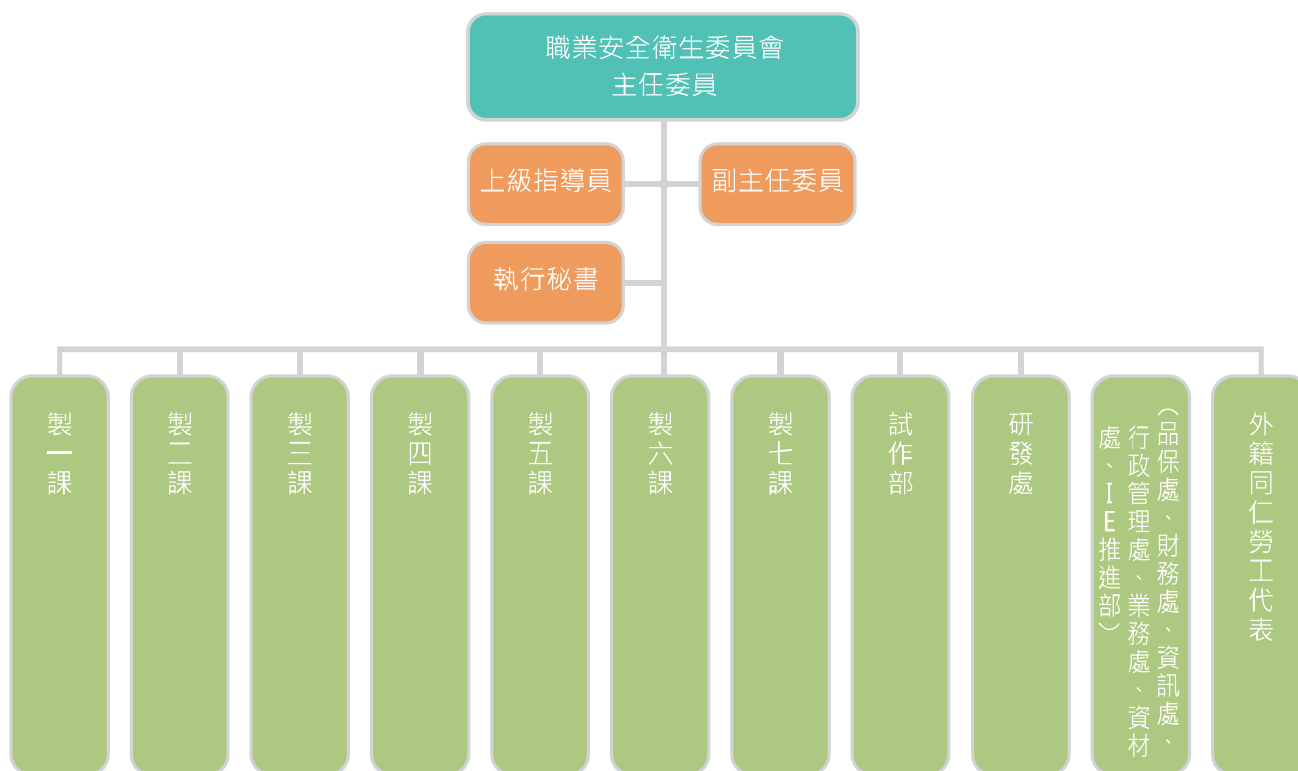 職業安全衛生委員會
主任委員
上級指導員
副主任委員
執行秘書
製一課
製二課
製三課
製四課
製五課
製六課
製七課
試作部
研發處
（品保處、財務處、資訊處、
行政管理處、業務處、資材
處、IE推進部）
外籍同仁勞工代表